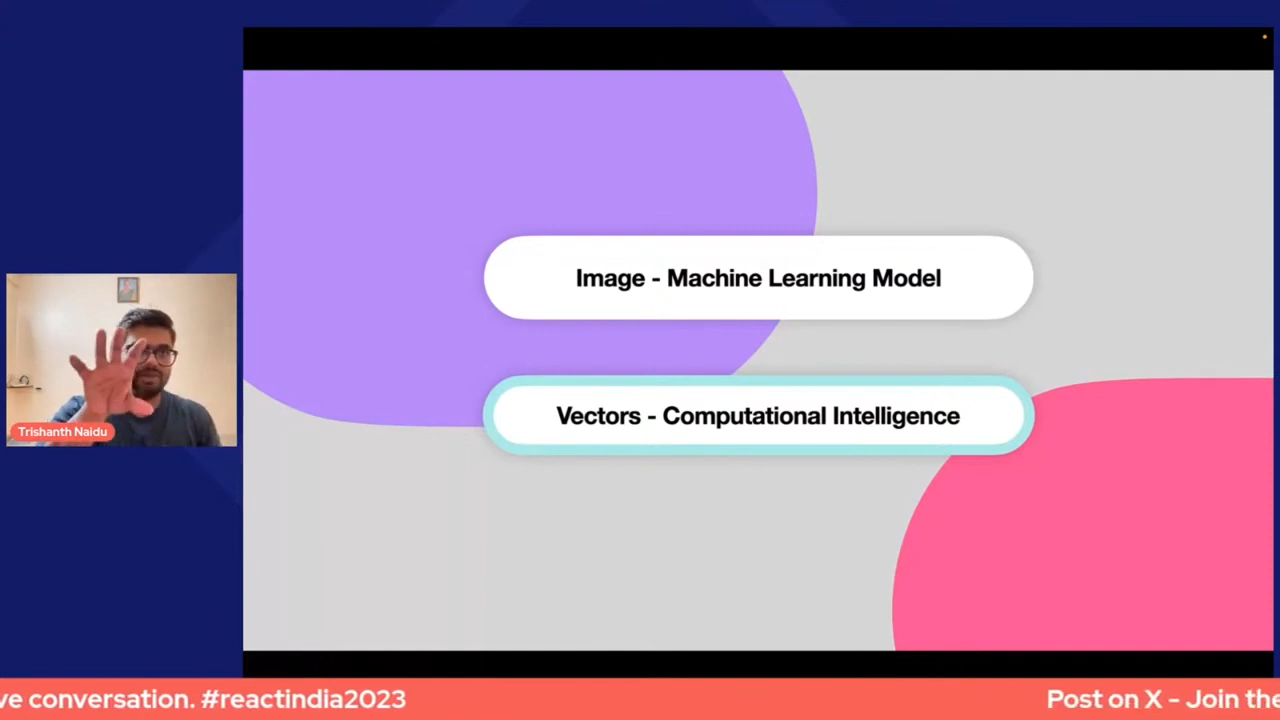 Image - Machine Learning Model
Vectors - Computational Intelligence
Trishanth Naidu
ve conversation. #reactindia2023
Post on X - Join the